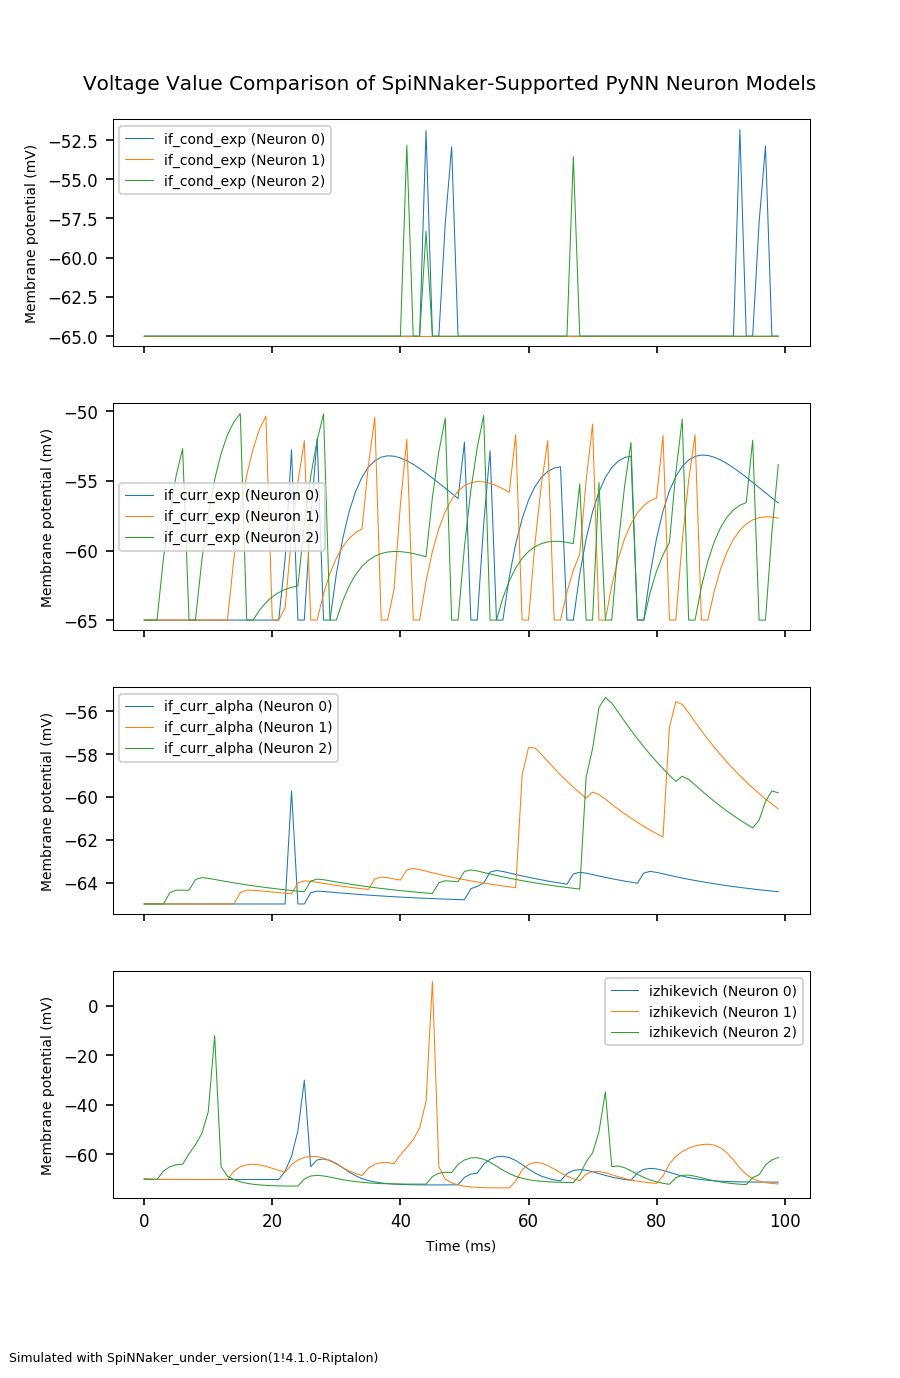 Voltage Value Comparison of SpiNNaker-Supported PyNN Neuron Models
Membrane potential (mV)
−52.5
−55.0
−57.5
−60.0
−62.5
−65.0
if_cond_exp (Neuron 0)
if_cond_exp (Neuron 1)
if_cond_exp (Neuron 2)
Membrane potential (mV)
−50
−55
−60
−65
if_curr_exp (Neuron 0)
if_curr_exp (Neuron 1)
if_curr_exp (Neuron 2)
Membrane potential (mV)
−56
−58
−60
−62
−64
if_curr_alpha (Neuron 0)
if_curr_alpha (Neuron 1)
if_curr_alpha (Neuron 2)
Membrane potential (mV)
0
−20
−40
−60
izhikevich (Neuron 0)
izhikevich (Neuron 1)
izhikevich (Neuron 2)
0 20 40 60 80 100
Time (ms)
Simulated with SpiNNaker_under_version(1!4.1.0-Riptalon)